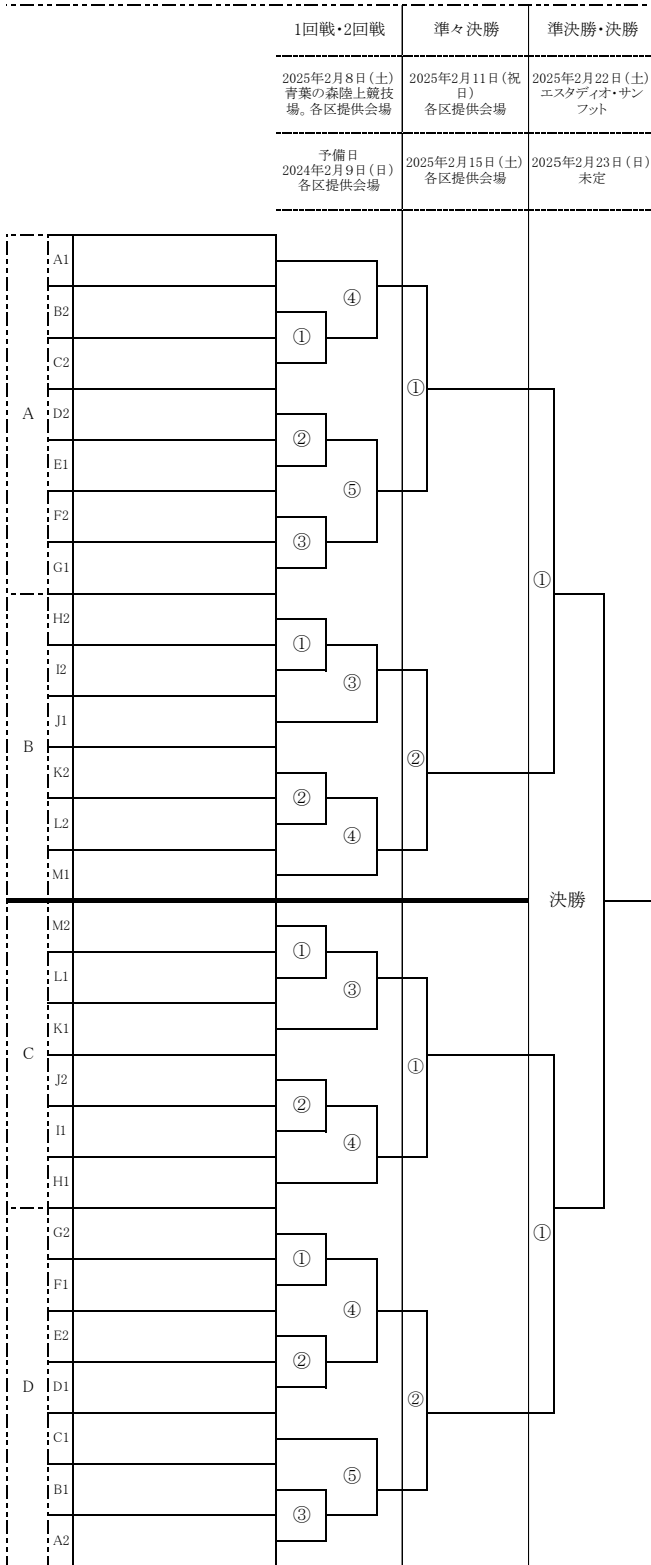 1回戦・2回戦
準々決勝
準決勝・決勝
2025年2月8日(土)
青葉の森陸上競技
場。各区提供会場
2025年2月11日(祝
日)
各区提供会場
2025年2月22日(土)
エスタディオ・サン
フット
予備日
2024年2月9日(日)
各区提供会場
2025年2月15日(土)
各区提供会場
2025年2月23日(日)
未定
A
A1
④
B2
①
C2
①
D2
②
E1
⑤
F2
③
G1
①
B
H2
①
I2
③
J1
②
K2
②
L2
④
M1
決勝
C
M2
①
L1
③
K1
①
J2
②
I1
④
H1
①
D
G2
①
F1
④
E2
②
D1
②
C1
⑤
B1
③
A2